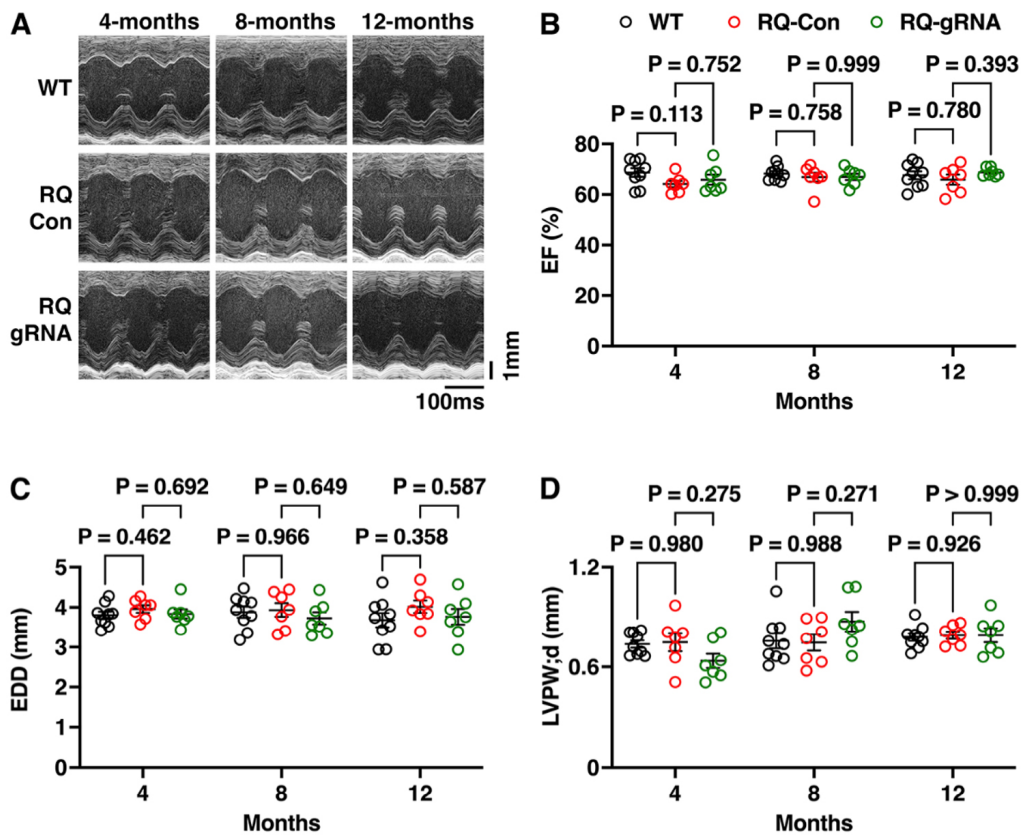 A
4-months 8-months 12-months
WT
RQ
Con
RQ
gRNA
1mm
100ms
B
WT RQ-Con RQ-gRNA
P = 0.752 P = 0.999 P = 0.393
P = 0.113 P = 0.758 P = 0.780
EF (%)
80
60
40
20
0
4 8 12
Months
C
P = 0.692 P = 0.649 P = 0.587
P = 0.462 P = 0.966 P = 0.358
EDD (mm)
5
4
3
2
1
0
4 8 12
Months
D
P = 0.275 P = 0.271 P > 0.999
P = 0.980 P = 0.988 P = 0.926
LVPW;d (mm)
1.2
0.6
0
4 8 12
Months